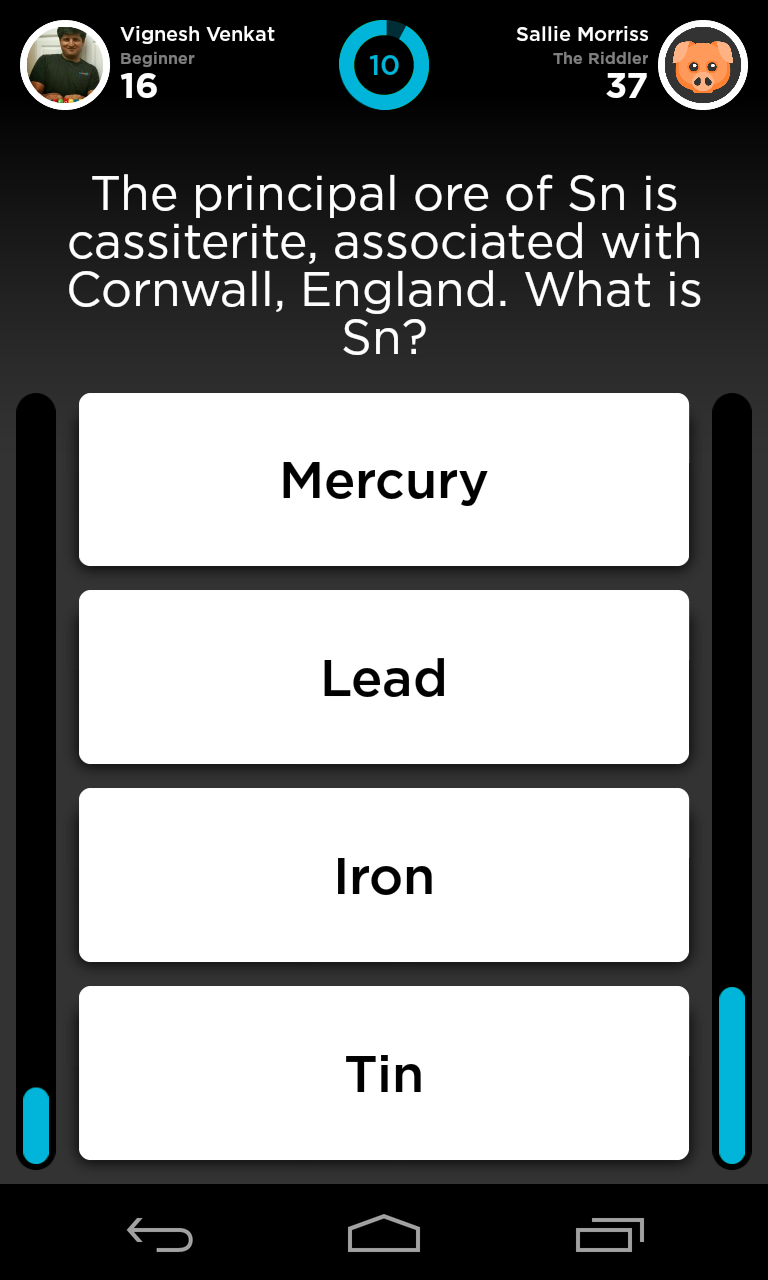 Vignesh Venkat
Beginner
16
10
Sallie Morriss
The Riddler
37
The principal ore of Sn is
cassiterite, associated with
Cornwall, England. What is
Sn?
Mercury
Lead
Iron
Tin